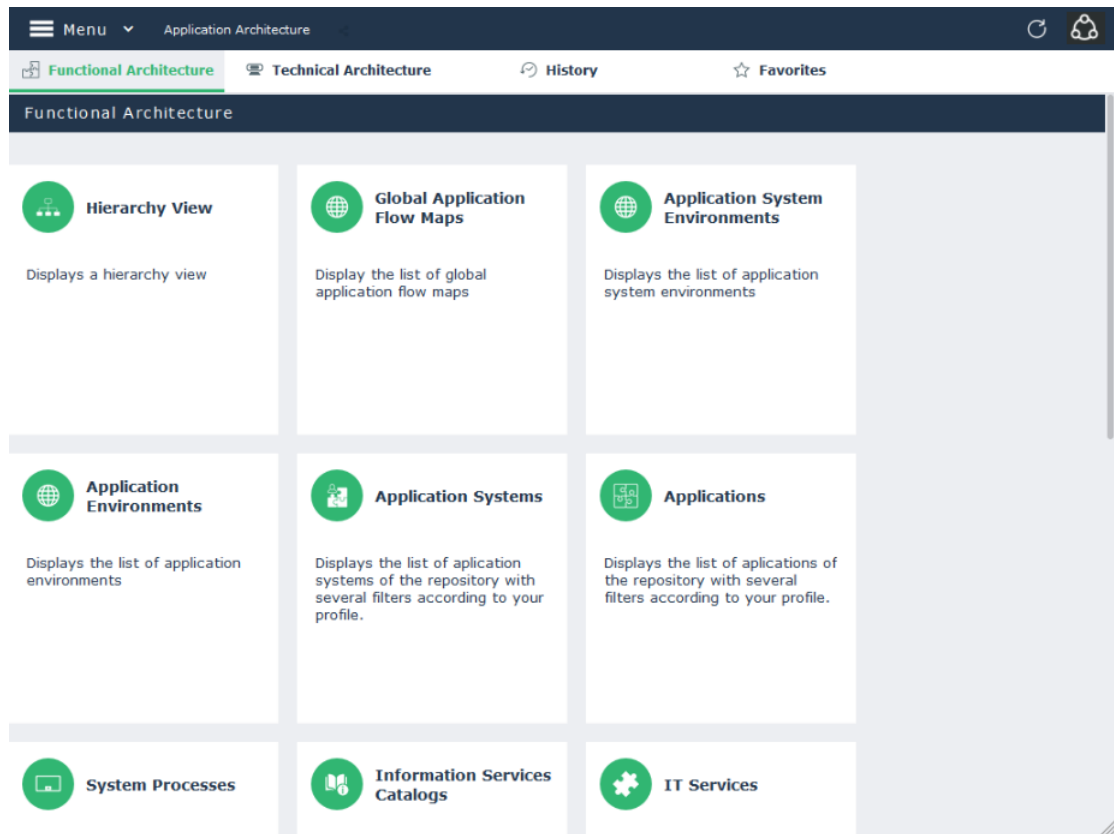 Menu Application Architecture
Functional Architecture Technical Architecture History Favorites
Functional Architecture
Hierarchy View
Displays a hierarchy view
Global Application
Flow Maps
Display the list of global
application flow maps
Application System
Environments
Displays the list of application
system environments
Application
Environments
Displays the list of application
environments
Application Systems
Displays the list of aplication
systems of the repository with
several filters according to your
profile.
Applications
Displays the list of aplications of
the repository with several
filters according to your profile.
System Processes
Information Services
Catalogs
IT Services